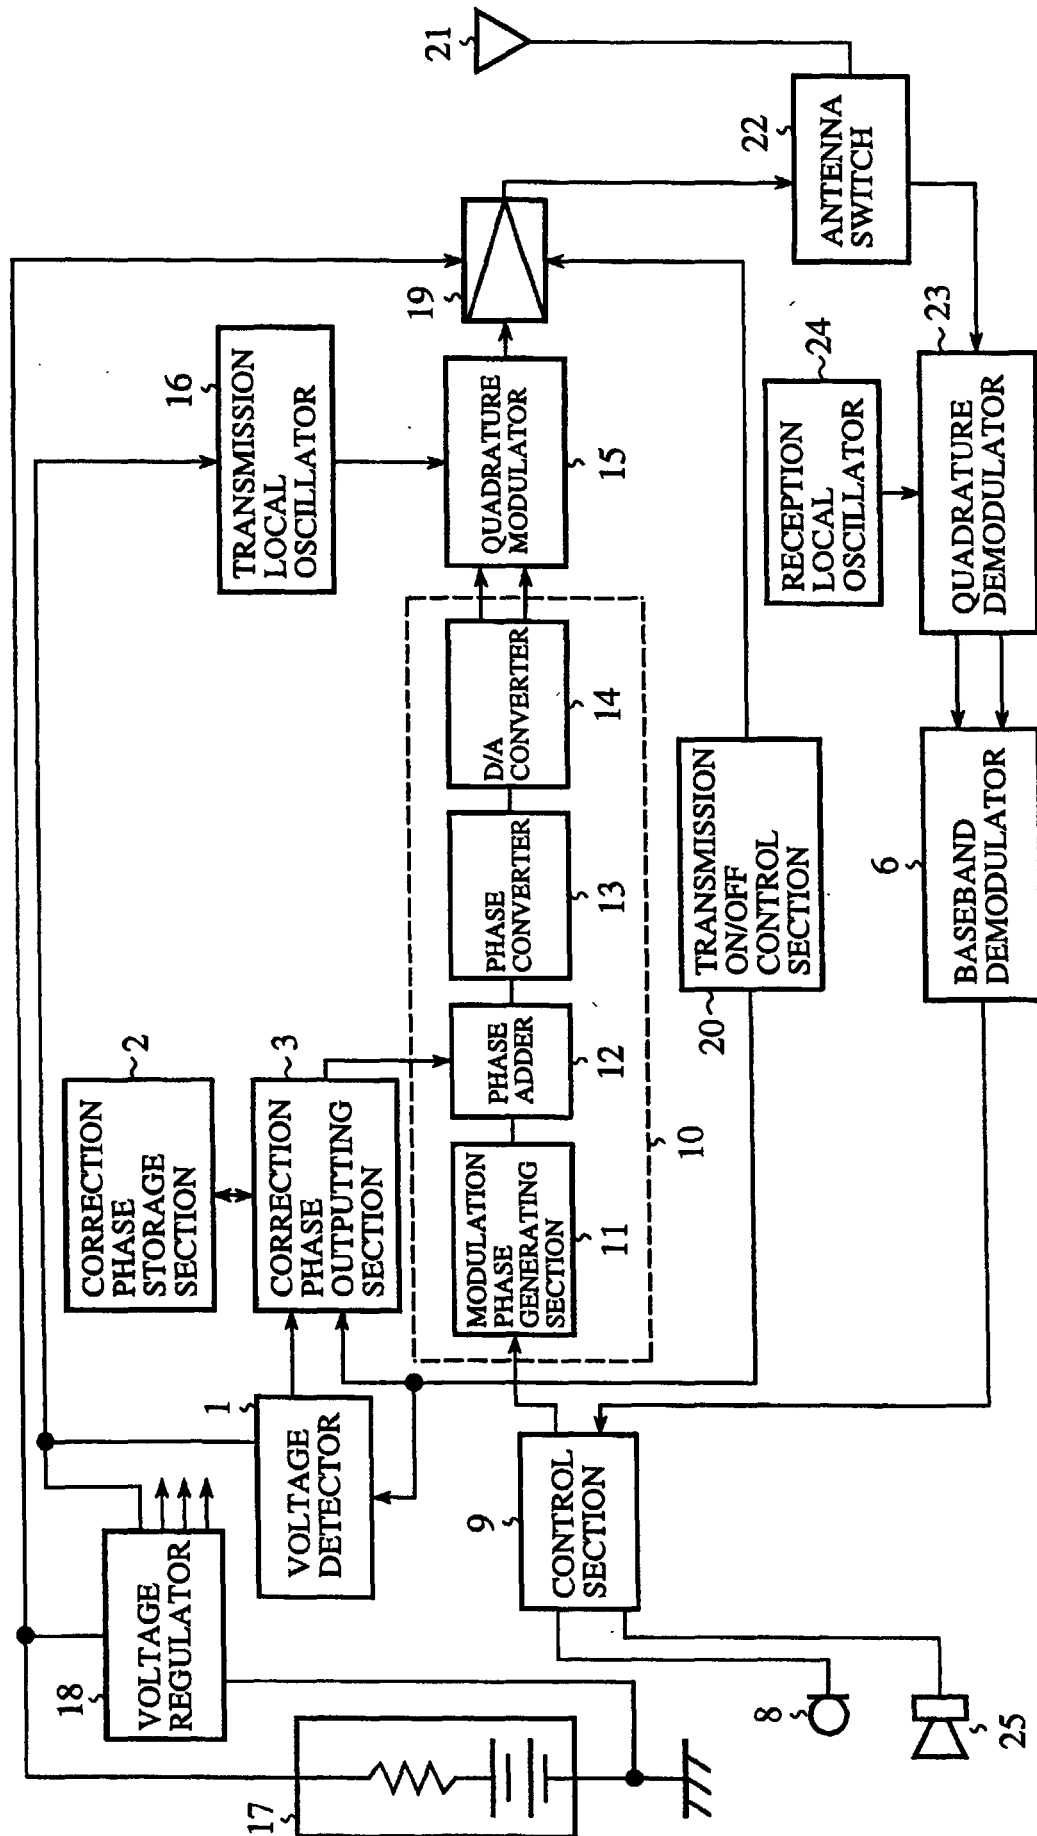 17
18
VOLTAGE
REGULATOR
1
VOLTAGE
DETECTOR
CORRECTION
PHASE
STORAGE
SECTION
2
CORRECTION
PHASE
OUTPUTTING
SECTION
3
16
TRANSMISSION
LOCAL
OSCILLATOR
19
21
8
25
9
CONTROL
SECTION
MODULATION
PHASE
GENERATING
SECTION
11
PHASE
ADDER
12
PHASE
CONVERTER
13
D/A
CONVERTER
14
10
QUADRATURE
MODULATOR
15
20
TRANSMISSION
ON/OFF
CONTROL
SECTION
22
ANTENNA
SWITCH
RECEPTION
LOCAL
OSCILLATOR
24
6
BASEBAND
DEMODULATOR
QUADRATURE
DEMODULATOR
23